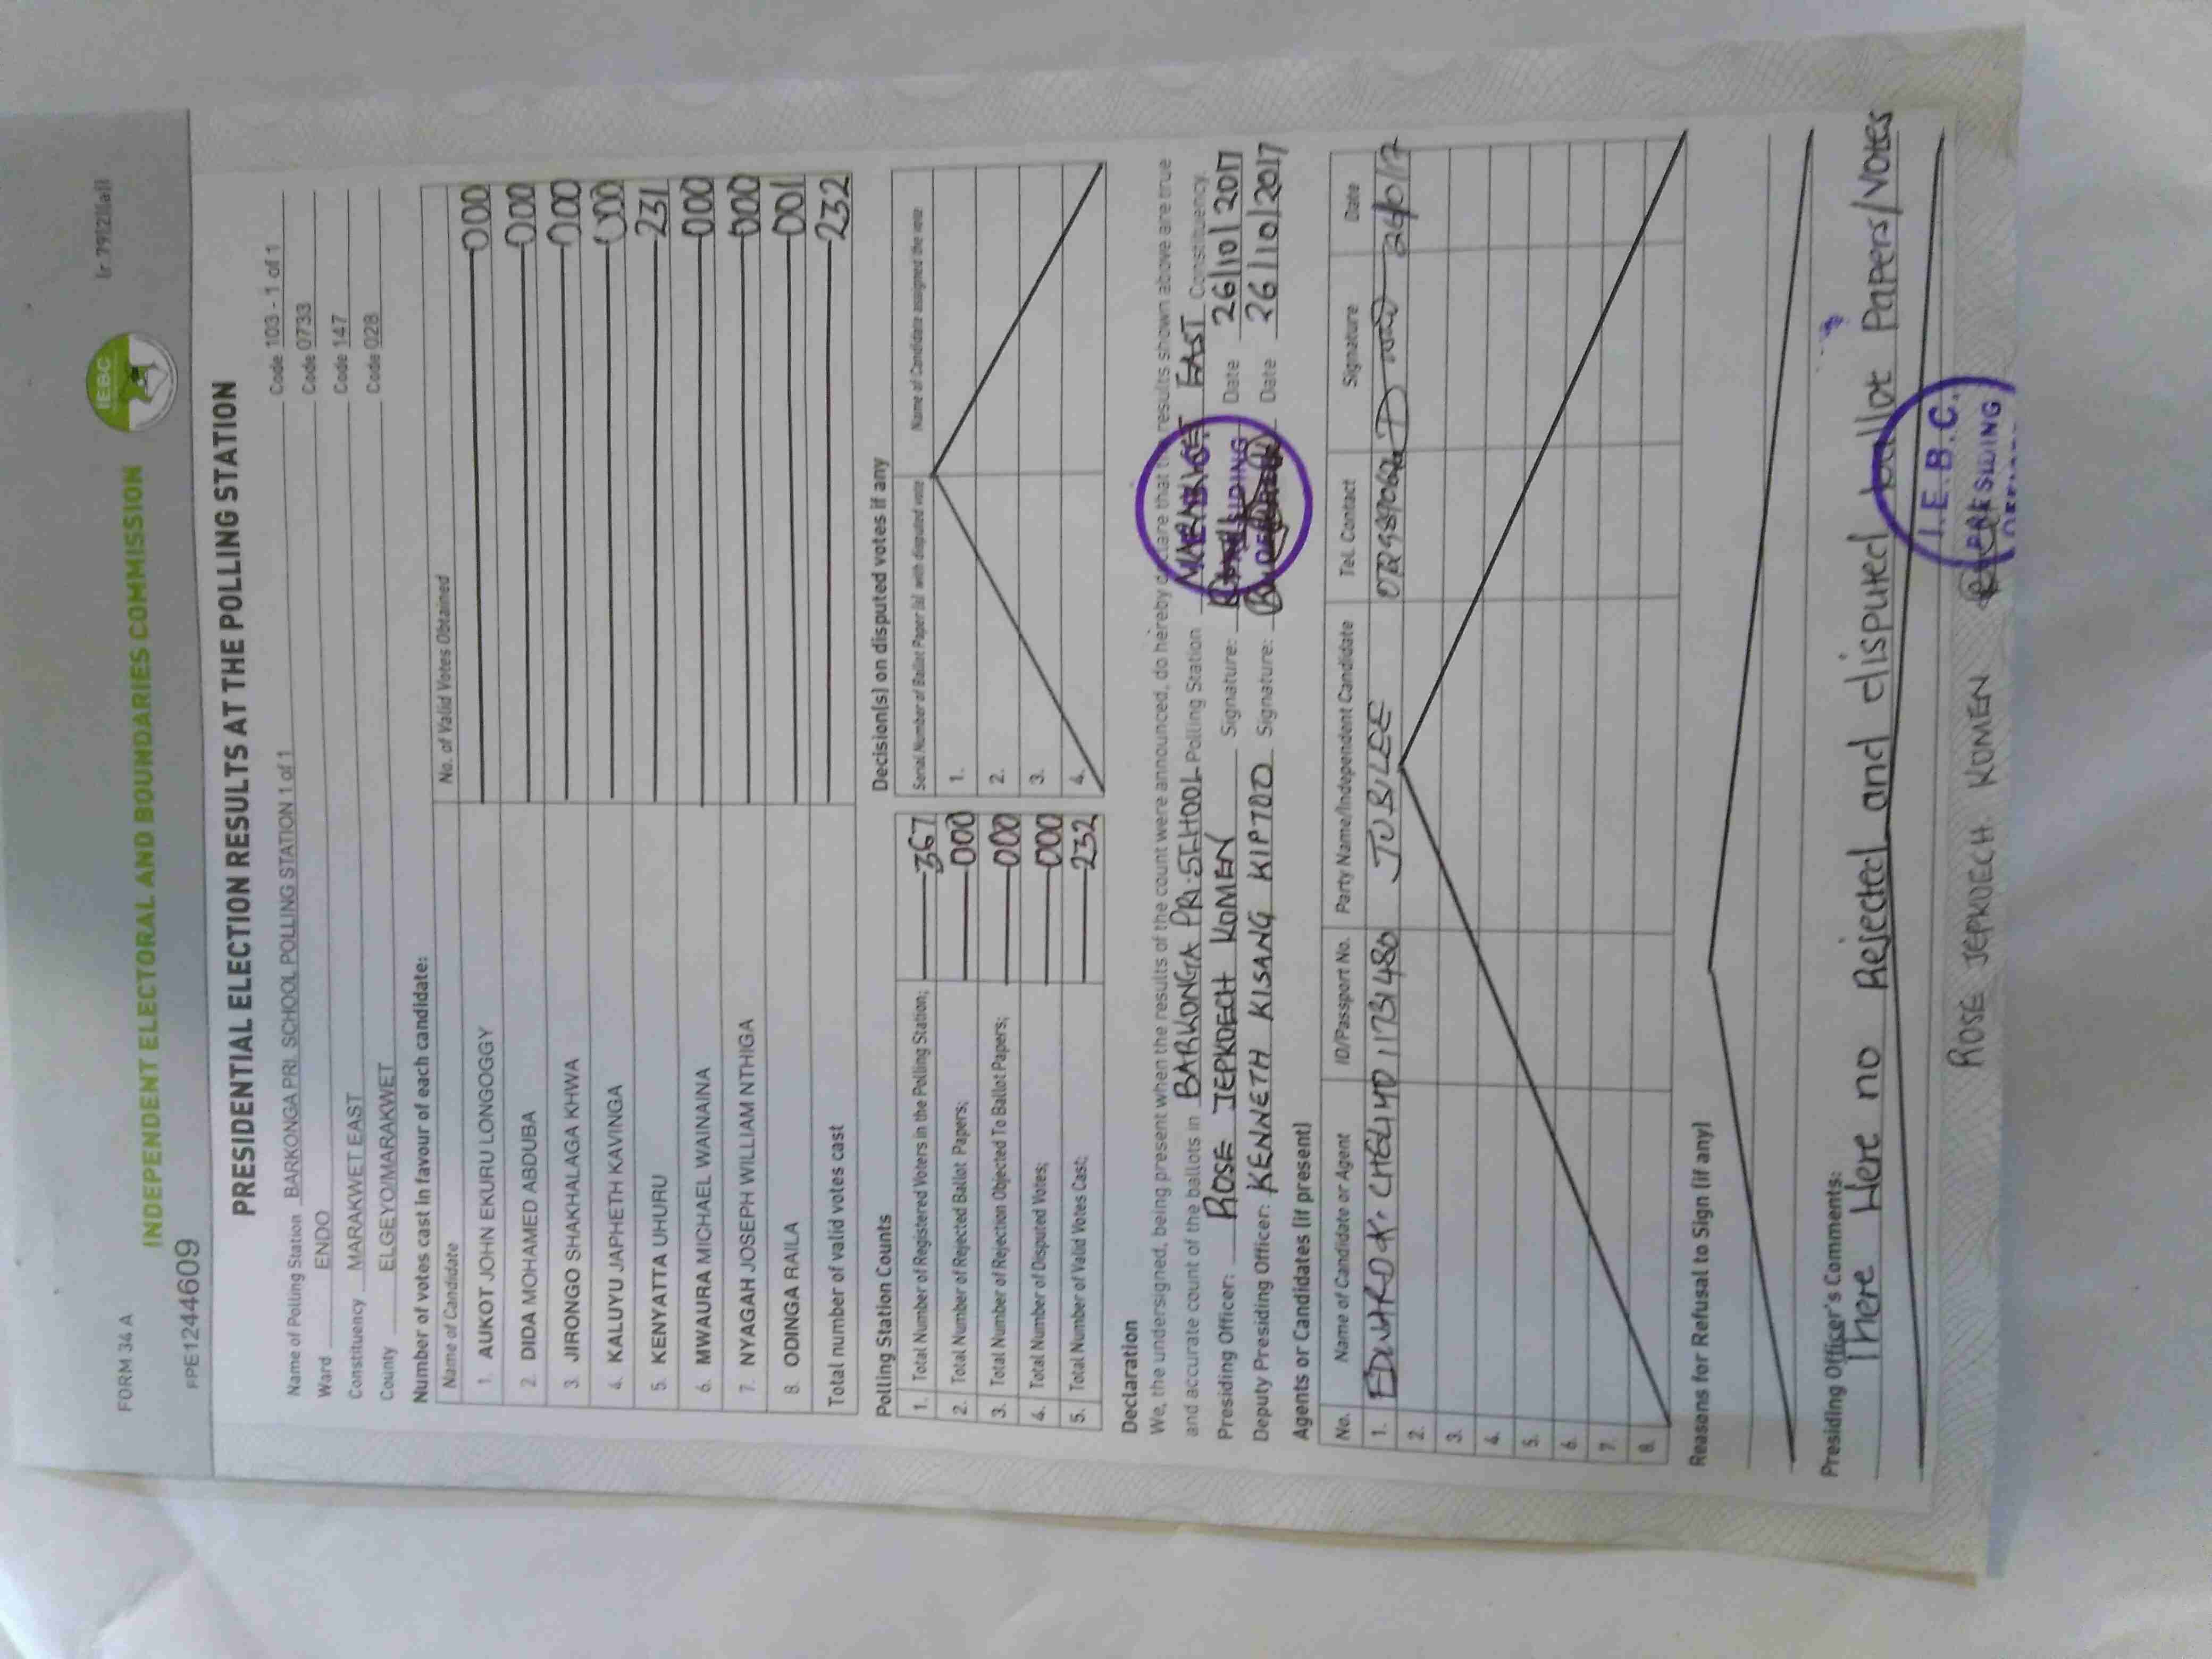 FORM 34 A
INDEPENDENT ELECTORAL AND BOUNDARIES COMMISSION
IEBC
FPE1244609
PRESIDENTIAL ELECTION RESULTS AT THE POLLING STATION
Name of Polling Station BARKONGA PRI. SCHOOL POLLING STATION 1 of 1 Code 103 - 1 of 1
Ward ENDO Code 0733
Constituency MARAKWET EAST Code 147
County ELGEYO/MARAKWET Code 028
Number of votes cast in favour of each candidate:
Name of Candidate No. of Valid Votes Obtained
1. AUKOT JOHN EKURU LONGOGGY 000
2. DIDA MOHAMED ABDUBA 000
3. JIRONGO SHAKHALAGA KHWA 000
4. KALUYU JAPHETH KAVINGA 000
5. KENYATTA UHURU 231
6. MWAURA MICHAEL WAINAINA 000
7. NYAGAH JOSEPH WILLIAM NTHIGA 000
8. ODINGA RAILA 001
Total number of valid votes cast 232
Polling Station Counts
1. Total Number of Registered Voters in the Polling Station; 367
2. Total Number of Rejected Ballot Papers; 000
3. Total Number of Rejection Objected To Ballot Papers; 000
4. Total Number of Disputed Votes; 000
5. Total Number of Valid Votes Cast; 232
Decision(s) on disputed votes if any
Serial Number of Ballot Paper (s) with disputed vote Name of Candidate assigned the vote
1.
2.
3.
4.
Declaration
We, the undersigned, being present when the results of the count were announced, do hereby declare that the results shown above are true
and accurate count of the ballots in BARKONGA PRI. SCHOOL Polling Station MARAKWET EAST Constituency.
Presiding Officer: ROSE JEPKOECH KOMEN Signature: Date 26/10/2017
Deputy Presiding Officer: KENNETH KISANG KIPTOO Signature: Date 26/10/2017
PRESIDING
Agents or Candidates (if present)
No. Name of Candidate or Agent ID/Passport No. Party Name/Independent Candidate Tel. Contact Signature Date
1. EDWARD K. 11731480 JUBILEE 26/10/17
2.
3.
4.
5.
6.
7.
8.
Reasons for Refusal to Sign (if any)
Presiding Officer's Comments:
There Were no Rejected and disputed ballot Papers/Votes
ROSE JEPKOECH KOMEN
I.E.B.C.
PRESIDING